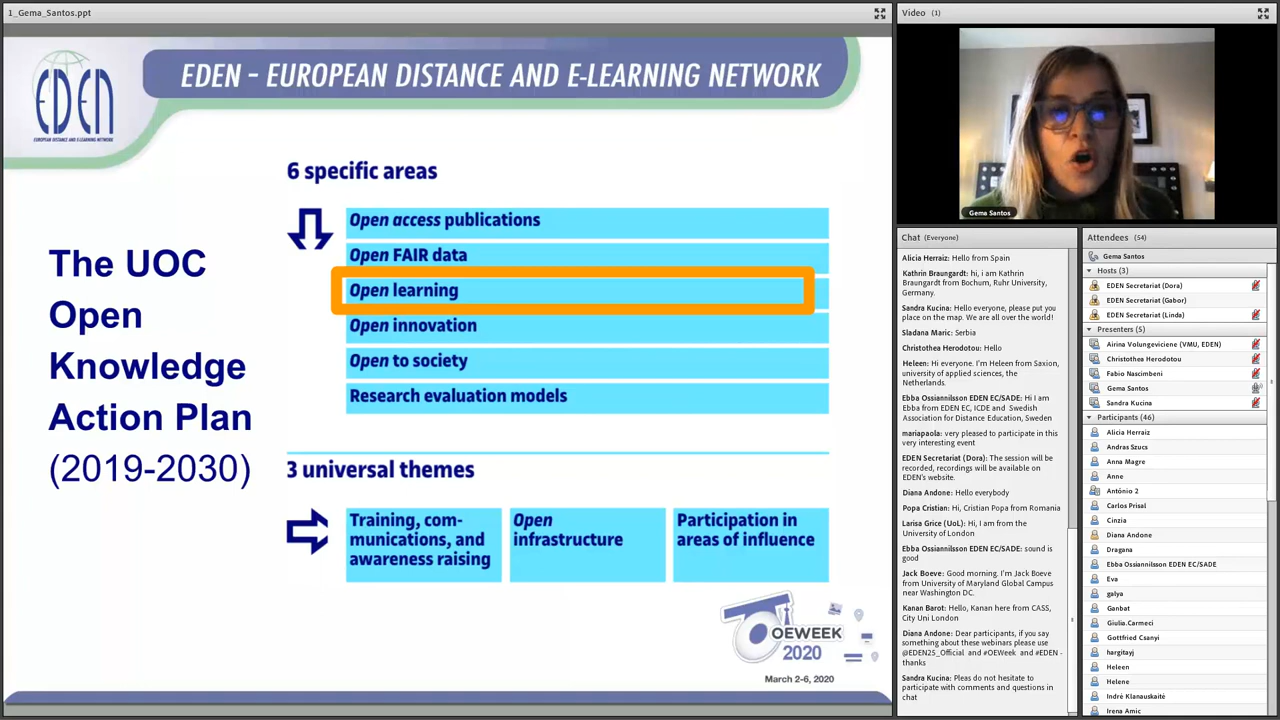 1_Gema_Santos.ppt
EDEN
EUROPEAN DISTANCE AND E-LEARNING NETWORK
EDEN - EUROPEAN DISTANCE AND E-LEARNING NETWORK
The UOC
Open
Knowledge
Action Plan
(2019-2030)
6 specific areas
Open access publications
Open FAIR data
Open learning
Open innovation
Open to society
Research evaluation models
3 universal themes
Training, com-
munications, and
awareness raising
Open
infrastructure
Participation in
areas of influence
OEWEEK
2020
March 2-6, 2020
Video (1)
Gema Santos
Chat (Everyone)
Alicia Herraiz: Hello from Spain
Kathrin Braungardt: hi, i am Kathrin
Braungardt from Bochum, Ruhr University,
Germany.
Sandra Kucina: Hello everyone, please put you
place on the map. We are all over the world!
Sladana Maric: Serbia
Christothea Herodotou: Hello
Heleen: Hi everyone. I'm Heleen from Saxion,
university of applied sciences, the
Netherlands.
Ebba Ossiannilsson EDEN EC/SADE: Hi I am
Ebba from EDEN EC, ICDE and Swedish
Association for Distance Education, Sweden
mariapaola: very pleased to participate in this
very interesting event
EDEN Secretariat (Dora): The session will be
recorded, recordings will be available on
EDEN's website.
Diana Andone: Hello everybody
Popa Cristian: Hi, Cristian Popa from Romania
Larisa Grice (UoL): Hi, I am from the
University of London
Ebba Ossiannilsson EDEN EC/SADE: sound is
good
Jack Boeve: Good morning. I'm Jack Boeve
from University of Maryland Global Campus
near Washington DC.
Kanan Barot: Hello, Kanan here from CASS,
City Uni London
Diana Andone: Dear participants, if you say
something about these webinars please use
@EDEN25_Official and #OEWeek and #EDEN -
thanks
Sandra Kucina: Pleas do not hesitate to
participate with comments and questions in
chat
Attendees (54)
Gema Santos
Hosts (3)
EDEN Secretariat (Dora)
EDEN Secretariat (Gabor)
EDEN Secretariat (Linda)
Presenters (5)
Airina Volungeviciene (VMU, EDEN)
Christothea Herodotou
Fabio Nascimbeni
Gema Santos
Sandra Kucina
Participants (46)
Alicia Herraiz
Andras Szucs
Anna Magre
Anne
António 2
Carlos Prisal
Cinzia
Diana Andone
Dragana
Ebba Ossiannilsson EDEN EC/SADE
Eva
galya
Ganbat
Giulia.Carmeci
Gottfried Csanyi
hargitayj
Heleen
Helene
Indrė Klanauskaitė
Irena Amic